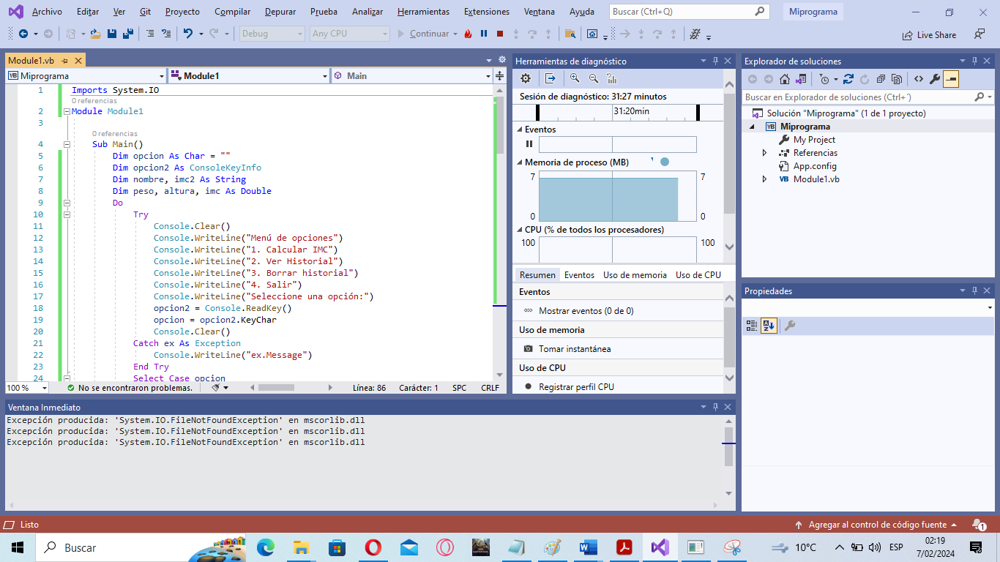 Archivo Editar Ver Git Proyecto Compilar Depurar Prueba Analizar Herramientas Extensiones Ventana Ayuda Buscar (Ctrl+Q) Miprograma
Debug Any CPU Continuar Live Share
Module1.vb
VB Miprograma Module1 Main
1 Imports System.IO
0 referencias
2 Module Module1
3
0 referencias
4 Sub Main()
5 Dim opcion As Char = ""
6 Dim opcion2 As ConsoleKeyInfo
7 Dim nombre, imc2 As String
8 Dim peso, altura, imc As Double
9 Do
10 Try
11 Console.Clear()
12 Console.WriteLine("Menú de opciones")
13 Console.WriteLine("1. Calcular IMC")
14 Console.WriteLine("2. Ver Historial")
15 Console.WriteLine("3. Borrar historial")
16 Console.WriteLine("4. Salir")
17 Console.WriteLine("Seleccione una opción:")
18 opcion2 = Console.ReadKey()
19 opcion = opcion2.KeyChar
20 Console.Clear()
21 Catch ex As Exception
22 Console.WriteLine("ex.Message")
23 End Try
24 Select Case opcion
100 % No se encontraron problemas. Línea: 86 Carácter: 1 SPC CRLF
Herramientas de diagnóstico
Sesión de diagnóstico: 31:27 minutos
31:20min
Eventos
Memoria de proceso (MB)
7 7
0 0
CPU (% de todos los procesadores)
100 100
Resumen Eventos Uso de memoria Uso de CPU
Eventos
Mostrar eventos (0 de 0)
Uso de memoria
Tomar instantánea
Uso de CPU
Registrar perfil CPU
Explorador de soluciones
Buscar en Explorador de soluciones (Ctrl+´)
Solución "Miprograma" (1 de 1 proyecto)
VB Miprograma
My Project
Referencias
App.config
VB Module1.vb
Propiedades
Ventana Inmediato
Excepción producida: 'System.IO.FileNotFoundException' en mscorlib.dll
Excepción producida: 'System.IO.FileNotFoundException' en mscorlib.dll
Excepción producida: 'System.IO.FileNotFoundException' en mscorlib.dll
Listo Agregar al control de código fuente 1
Buscar 10°C ESP 02:19
7/02/2024